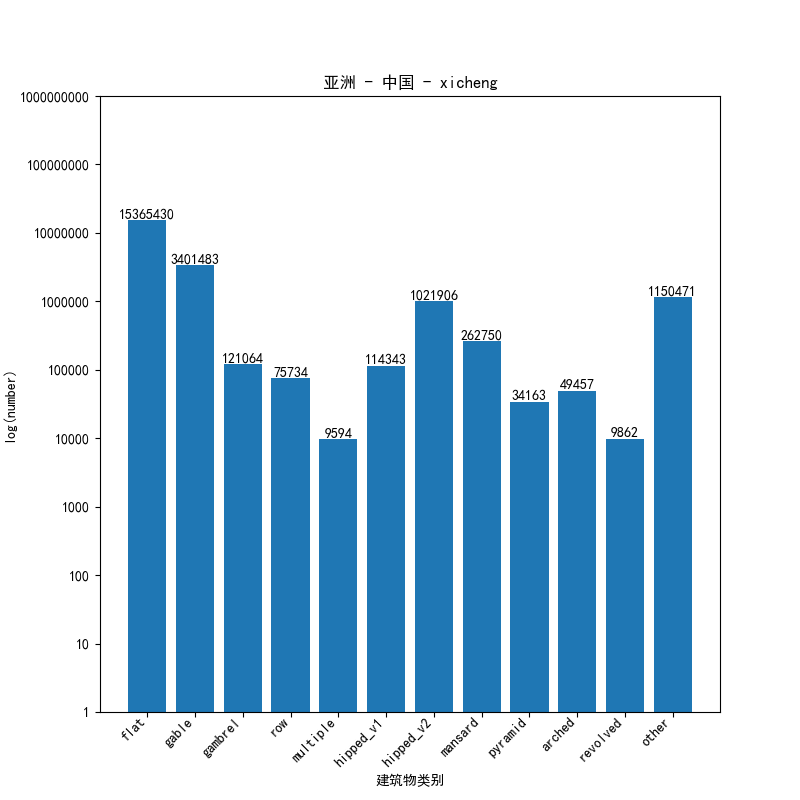 亚洲 - 中国 - xicheng
1000000000
100000000
10000000
1000000
100000
10000
1000
100
10
1
log(number)
15365430
3401483
121064
75734
9594
114343
1021906
262750
34163
49457
9862
1150471
flat
gable
gambrel
row
multiple
hipped_v1
hipped_v2
mansard
pyramid
arched
revolved
other
建筑物类别